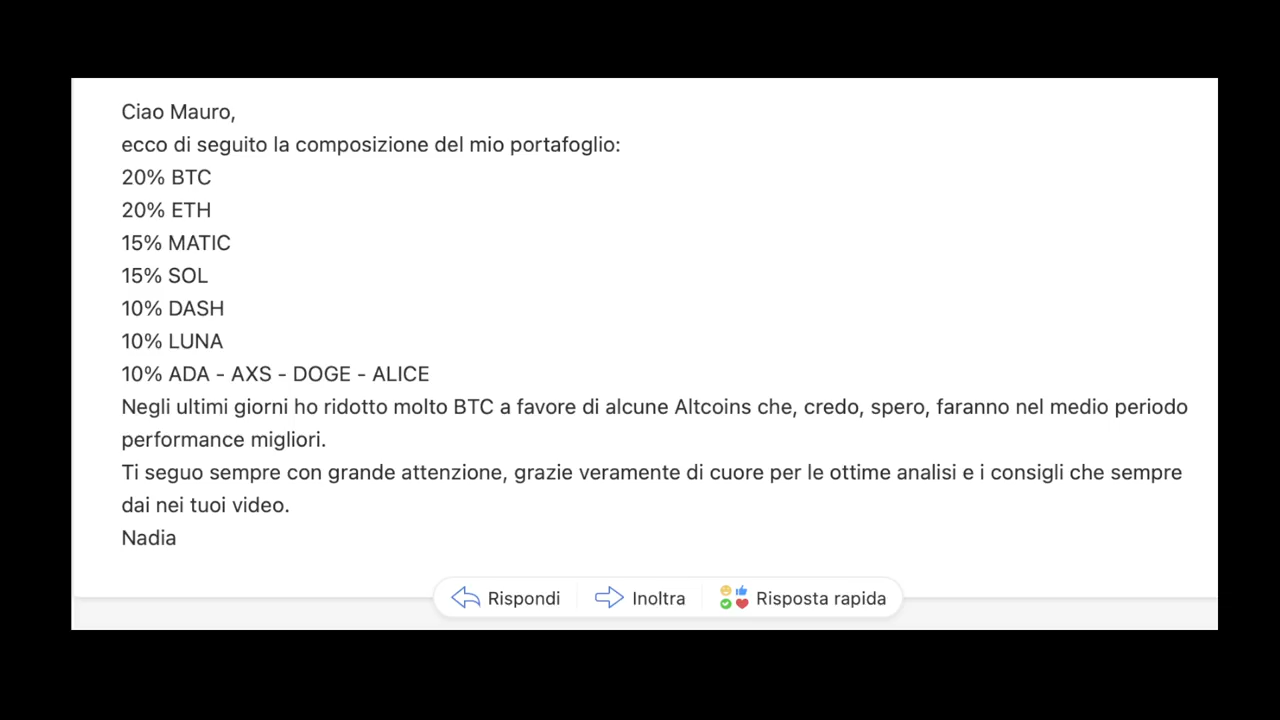 Ciao Mauro,
ecco di seguito la composizione del mio portafoglio:
20% BTC
20% ETH
15% MATIC
15% SOL
10% DASH
10% LUNA
10% ADA - AXS - DOGE - ALICE
Negli ultimi giorni ho ridotto molto BTC a favore di alcune Altcoins che, credo, spero, faranno nel medio periodo
performance migliori.
Ti seguo sempre con grande attenzione, grazie veramente di cuore per le ottime analisi e i consigli che sempre
dai nei tuoi video.
Nadia
Rispondi Inoltra Risposta rapida